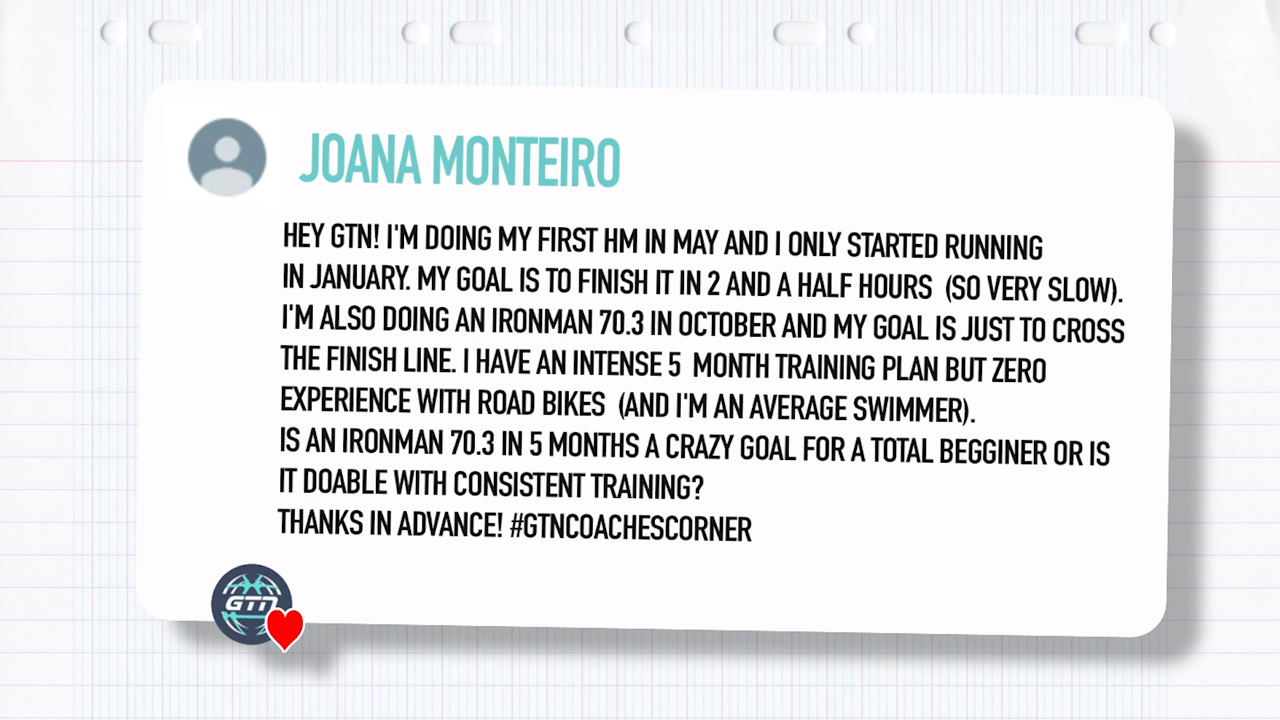 JOANA MONTEIRO
HEY GTN! I'M DOING MY FIRST HM IN MAY AND I ONLY STARTED RUNNING
IN JANUARY. MY GOAL IS TO FINISH IT IN 2 AND A HALF HOURS (SO VERY SLOW).
I'M ALSO DOING AN IRONMAN 70.3 IN OCTOBER AND MY GOAL IS JUST TO CROSS
THE FINISH LINE. I HAVE AN INTENSE 5 MONTH TRAINING PLAN BUT ZERO
EXPERIENCE WITH ROAD BIKES (AND I'M AN AVERAGE SWIMMER).
IS AN IRONMAN 70.3 IN 5 MONTHS A CRAZY GOAL FOR A TOTAL BEGGINER OR IS
IT DOABLE WITH CONSISTENT TRAINING?
THANKS IN ADVANCE! #GTNCOACHESCORNER
GTN